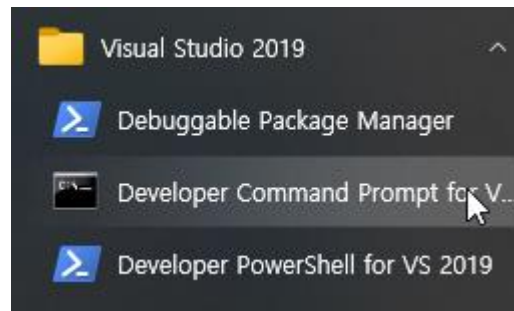 Visual Studio 2019
Debuggable Package Manager
Developer Command Prompt for V...
Developer PowerShell for VS 2019